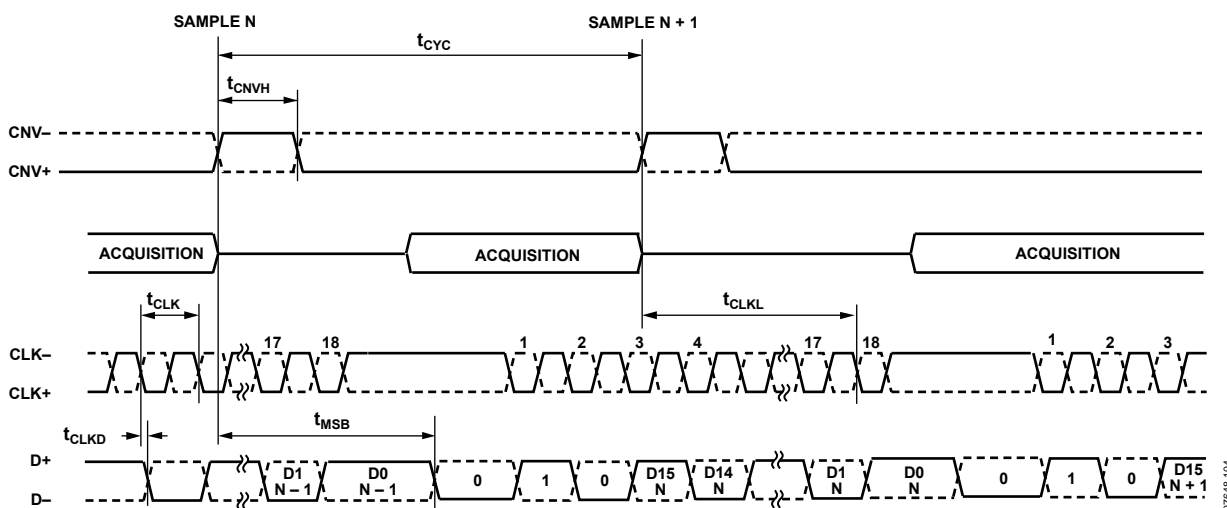 SAMPLE N
SAMPLE N + 1
tCYC
tCNVH
CNV–
CNV+
ACQUISITION
ACQUISITION
ACQUISITION
tCLK
tCLKL
17 18 1 2 3 4 17 18 1 2 3
CLK–
CLK+
tCLKD
tMSB
D+
D–
D1 N – 1
D0 N – 1
0 1 0
D15 N
D14 N
D1 N
D0 N
0 1 0
D15 N + 1
07648-104